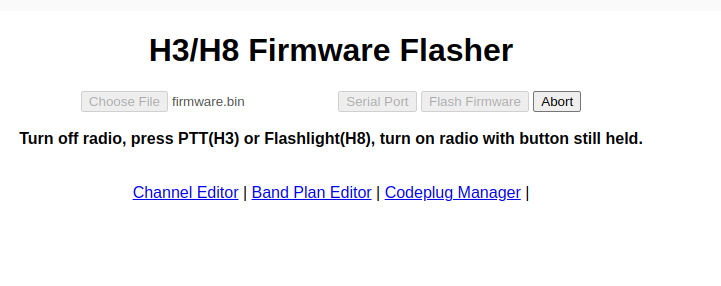 H3/H8 Firmware Flasher
Choose File firmware.bin Serial Port Flash Firmware Abort
Turn off radio, press PTT(H3) or Flashlight(H8), turn on radio with button still held.
Channel Editor | Band Plan Editor | Codeplug Manager |